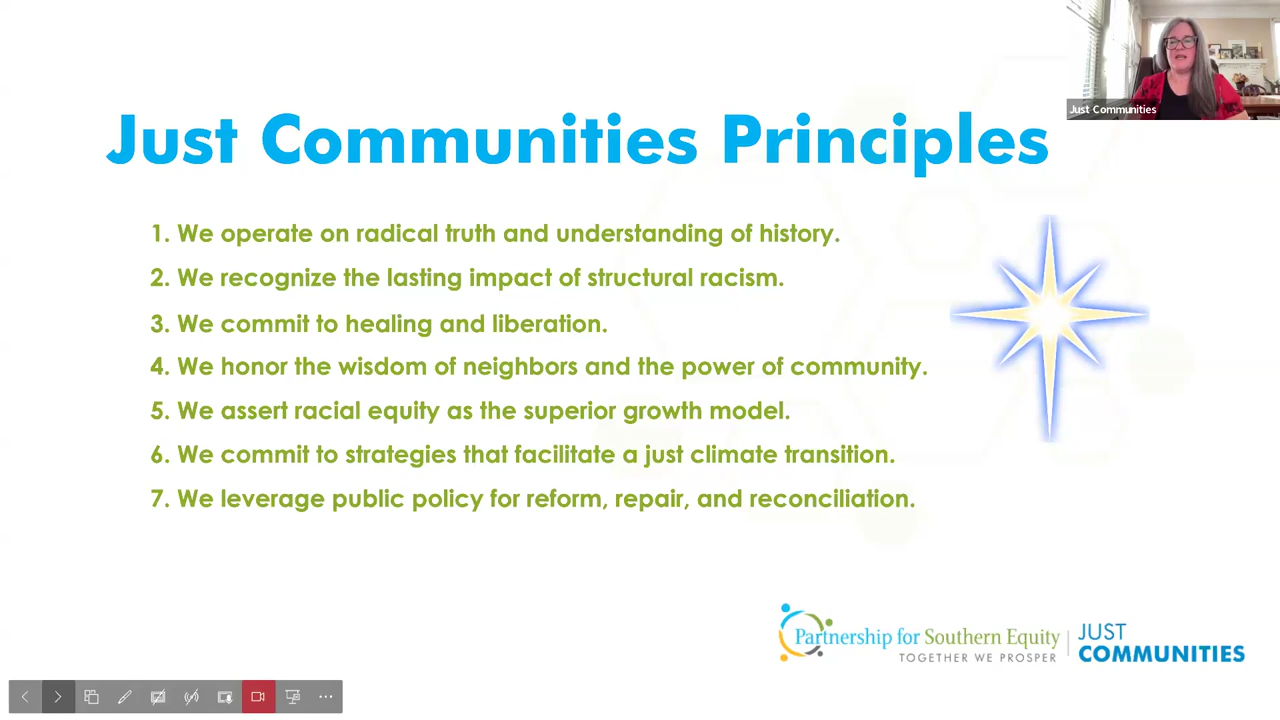 Just Communities
Just Communities Principles
1. We operate on radical truth and understanding of history.
2. We recognize the lasting impact of structural racism.
3. We commit to healing and liberation.
4. We honor the wisdom of neighbors and the power of community.
5. We assert racial equity as the superior growth model.
6. We commit to strategies that facilitate a just climate transition.
7. We leverage public policy for reform, repair, and reconciliation.
Partnership for Southern Equity
TOGETHER WE PROSPER
JUST
COMMUNITIES